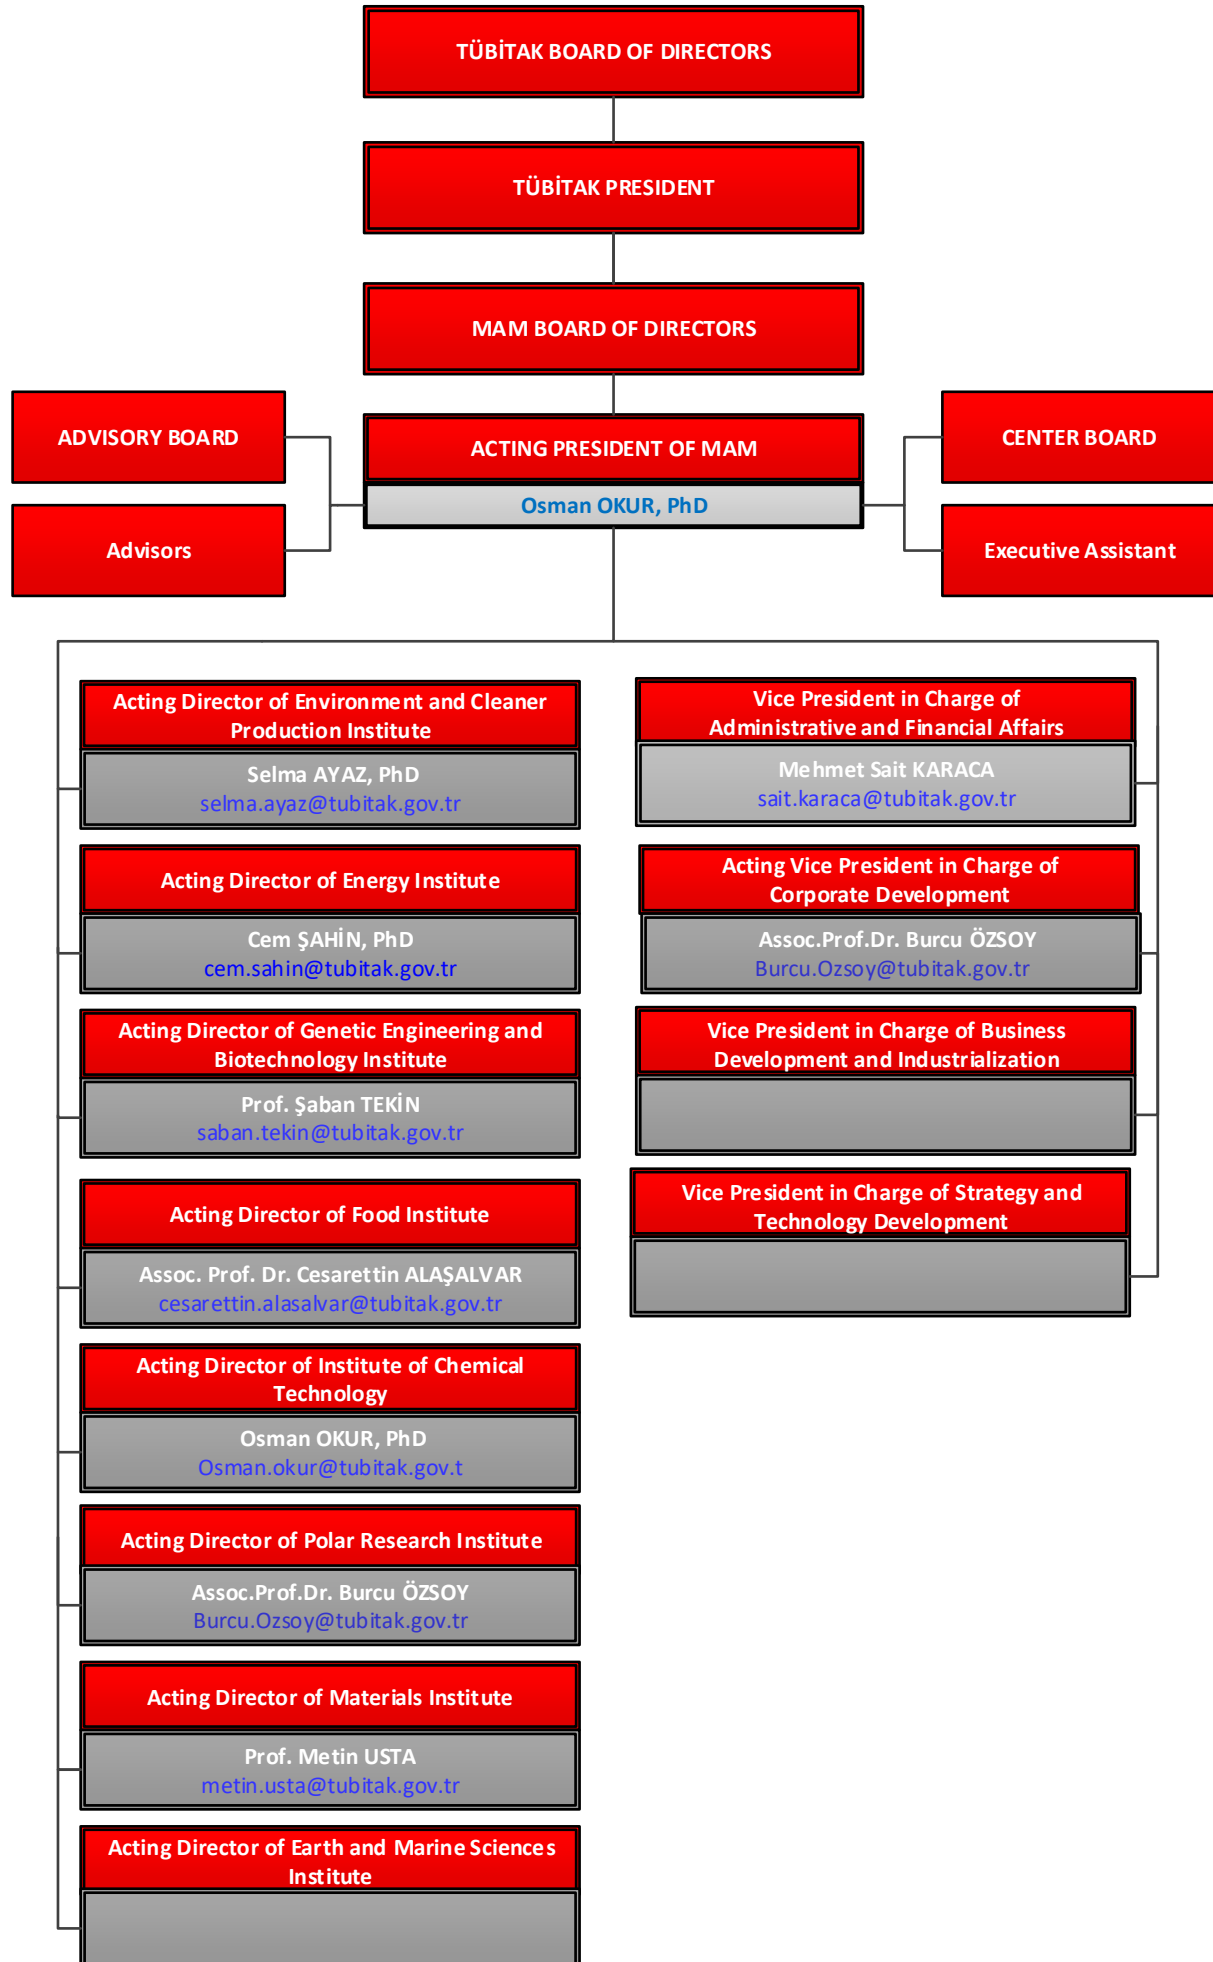 TÜBİTAK BOARD OF DIRECTORS
TÜBİTAK PRESIDENT
MAM BOARD OF DIRECTORS
ADVISORY BOARD
Advisors
ACTING PRESIDENT OF MAM
Osman OKUR, PhD
CENTER BOARD
Executive Assistant
Acting Director of Environment and Cleaner
Production Institute
Selma AYAZ, PhD
selma.ayaz@tubitak.gov.tr
Acting Director of Energy Institute
Cem ŞAHİN, PhD
cem.sahin@tubitak.gov.tr
Acting Director of Genetic Engineering and
Biotechnology Institute
Prof. Şaban TEKİN
saban.tekin@tubitak.gov.tr
Acting Director of Food Institute
Assoc. Prof. Dr. Cesarettin ALAŞALVAR
cesarettin.alasalvar@tubitak.gov.tr
Acting Director of Institute of Chemical
Technology
Osman OKUR, PhD
Osman.okur@tubitak.gov.t
Acting Director of Polar Research Institute
Assoc.Prof.Dr. Burcu ÖZSOY
Burcu.Ozsoy@tubitak.gov.tr
Acting Director of Materials Institute
Prof. Metin USTA
metin.usta@tubitak.gov.tr
Acting Director of Earth and Marine Sciences
Institute
Vice President in Charge of
Administrative and Financial Affairs
Mehmet Sait KARACA
sait.karaca@tubitak.gov.tr
Acting Vice President in Charge of
Corporate Development
Assoc.Prof.Dr. Burcu ÖZSOY
Burcu.Ozsoy@tubitak.gov.tr
Vice President in Charge of Business
Development and Industrialization
Vice President in Charge of Strategy and
Technology Development